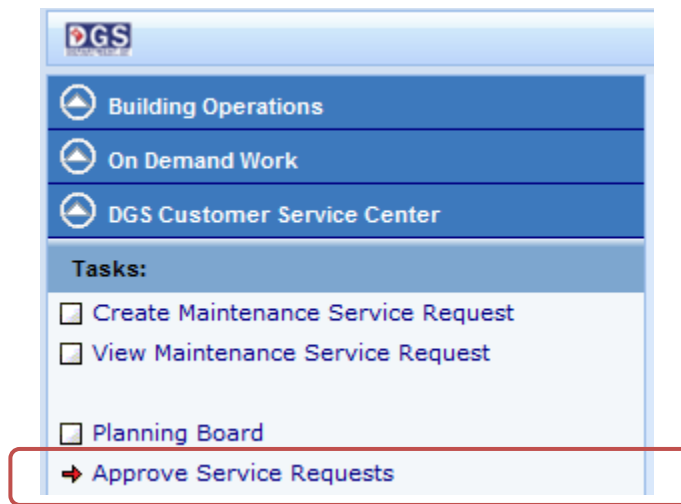 DGS
Building Operations
On Demand Work
DGS Customer Service Center
Tasks:
Create Maintenance Service Request
View Maintenance Service Request
Planning Board
Approve Service Requests